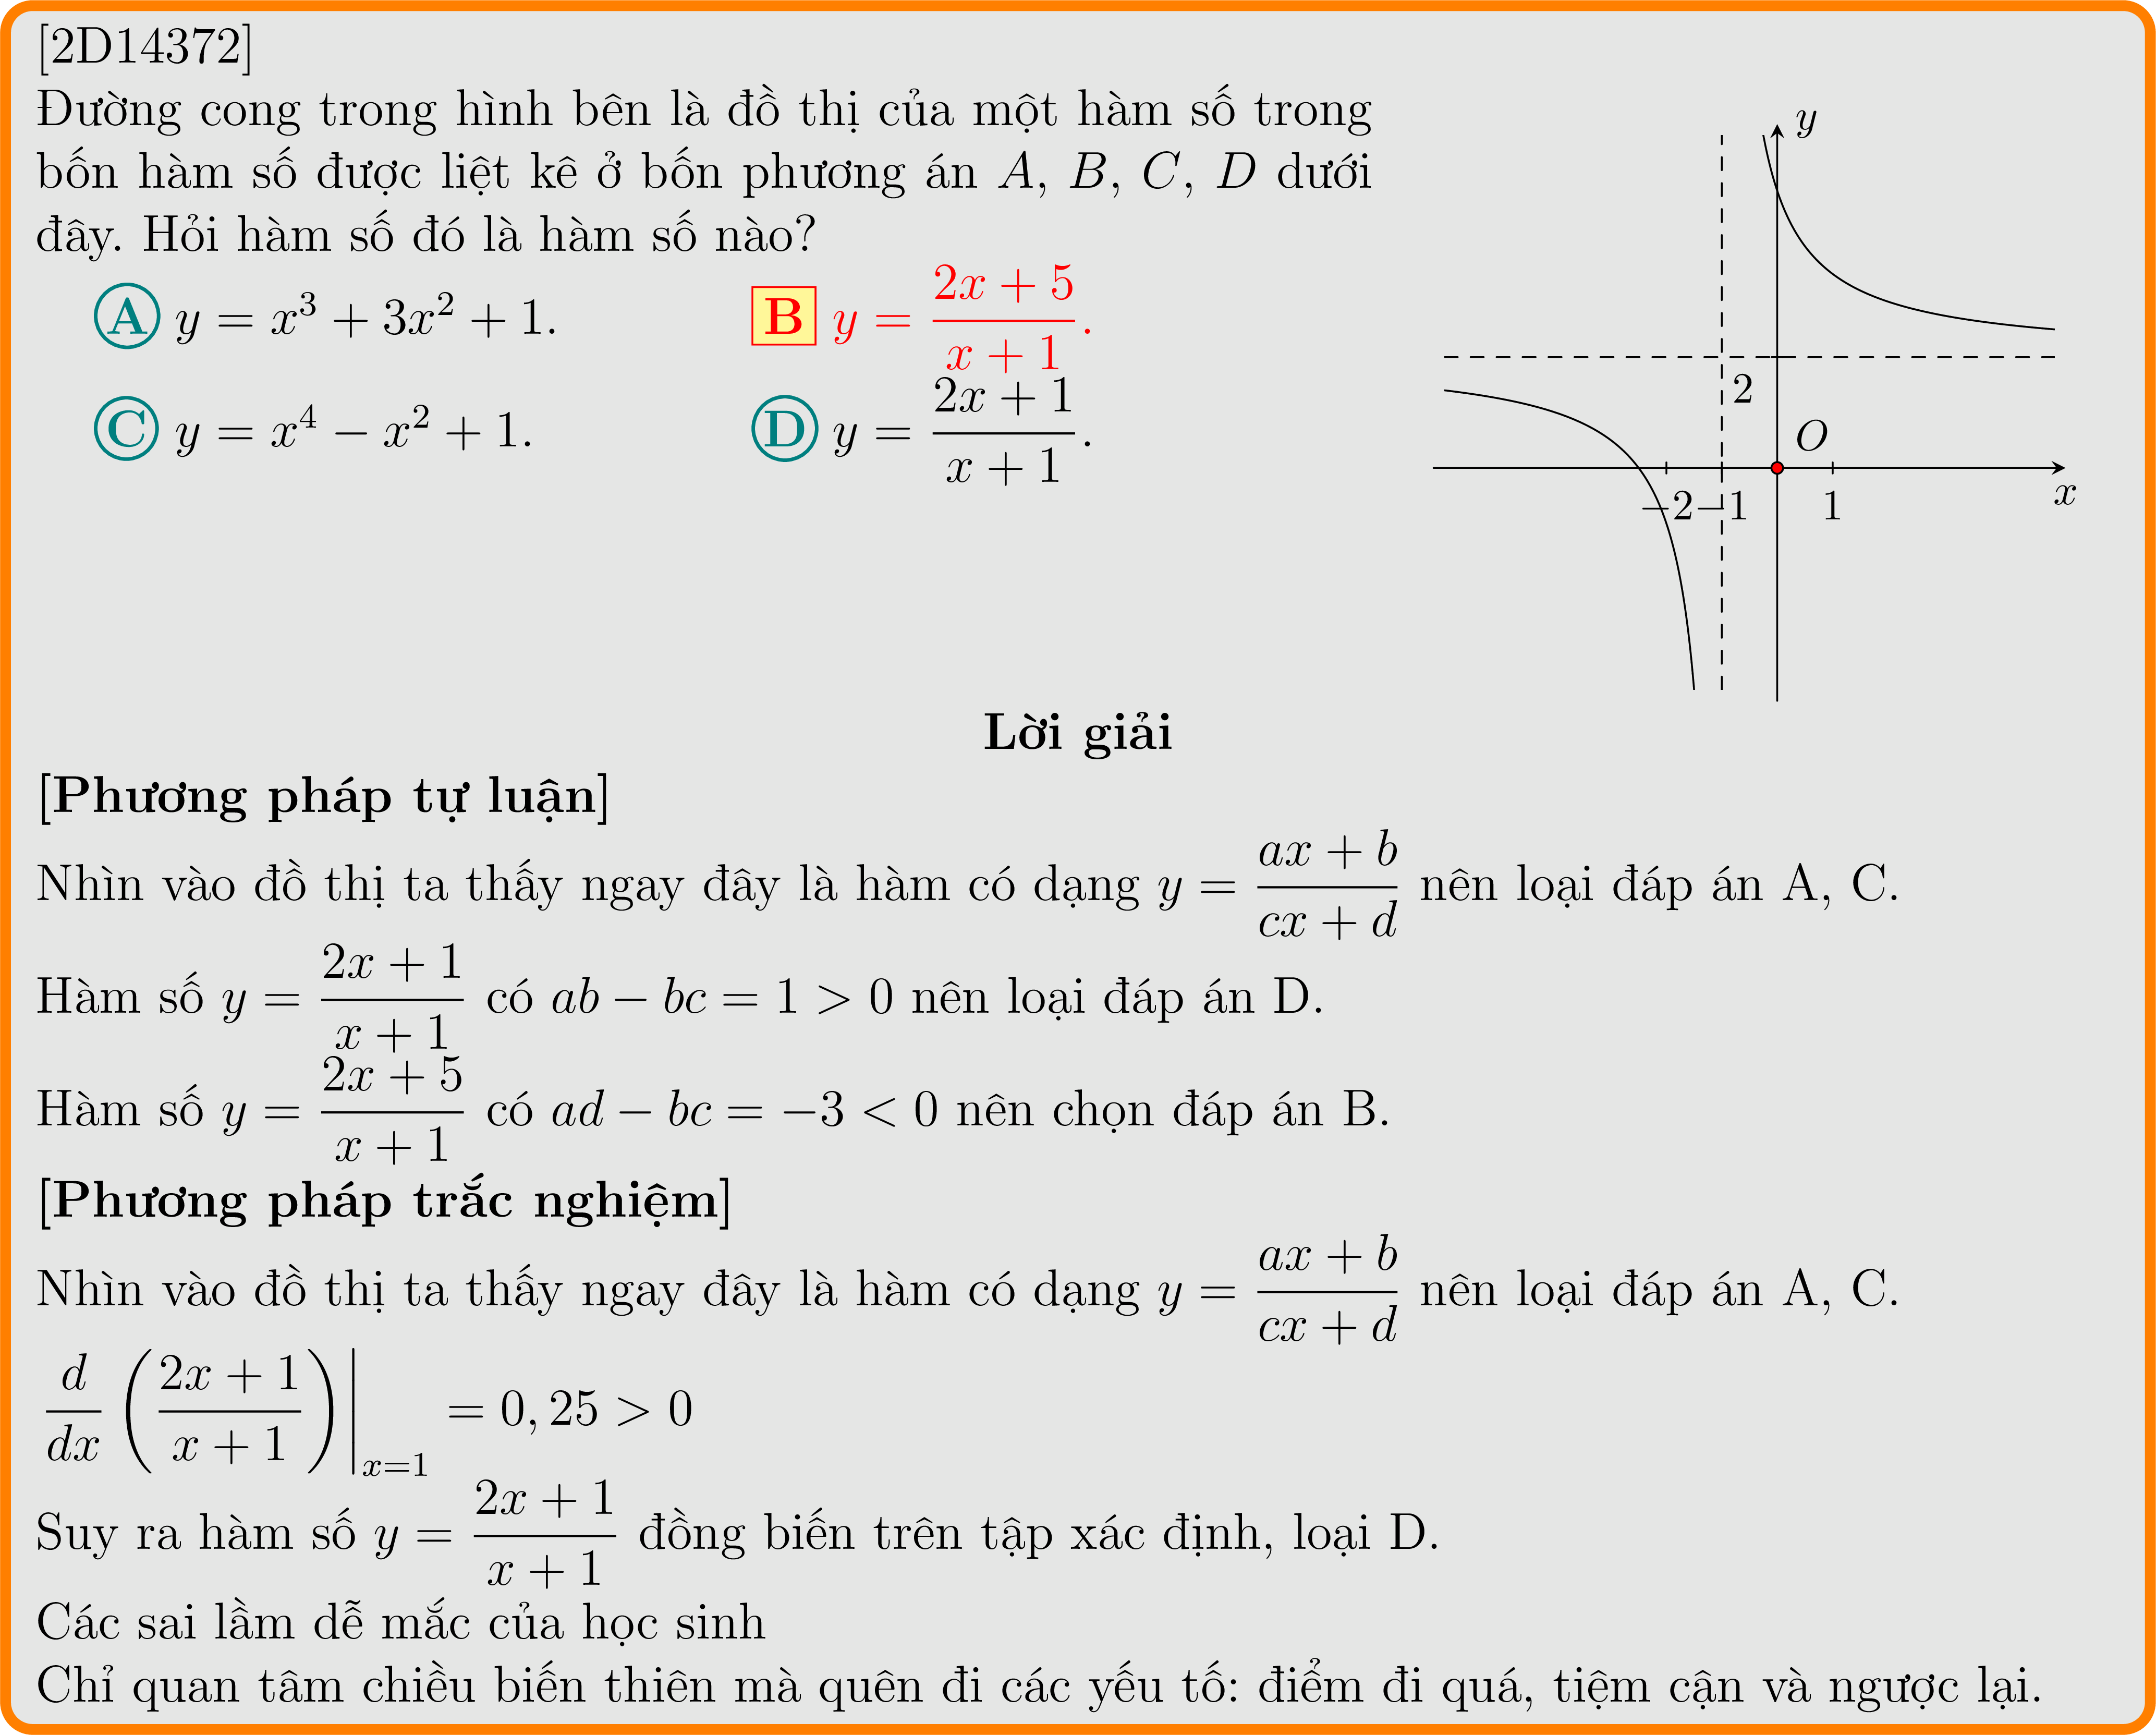 [2D14372]
Đường cong trong hình bên là đồ thị của một hàm số trong
bốn hàm số được liệt kê ở bốn phương án A, B, C, D dưới
đây. Hỏi hàm số đó là hàm số nào?
A y = x³ + 3x² + 1. B y = \frac{2x + 5}{x + 1}.
C y = x⁴ − x² + 1. D y = \frac{2x + 1}{x + 1}.
y
2
O
−2 −1 1 x
Lời giải
[Phương pháp tự luận]
Nhìn vào đồ thị ta thấy ngay đây là hàm có dạng y = \frac{ax + b}{cx + d} nên loại đáp án A, C.
Hàm số y = \frac{2x + 1}{x + 1} có ab − bc = 1 > 0 nên loại đáp án D.
Hàm số y = \frac{2x + 5}{x + 1} có ad − bc = −3 < 0 nên chọn đáp án B.
[Phương pháp trắc nghiệm]
Nhìn vào đồ thị ta thấy ngay đây là hàm có dạng y = \frac{ax + b}{cx + d} nên loại đáp án A, C.
\frac{d}{dx} \left(\frac{2x + 1}{x + 1}\right)\Big|_{x=1} = 0, 25 > 0
Suy ra hàm số y = \frac{2x + 1}{x + 1} đồng biến trên tập xác định, loại D.
Các sai lầm dễ mắc của học sinh
Chỉ quan tâm chiều biến thiên mà quên đi các yếu tố: điểm đi quá, tiệm cận và ngược lại.